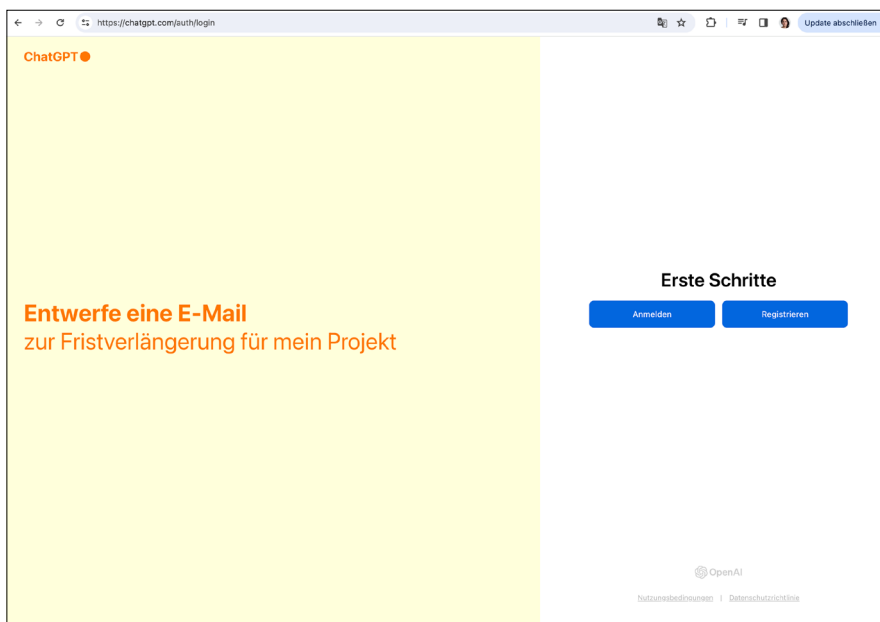 https://chatgpt.com/auth/login
Update abschließen
ChatGPT
Entwerfe eine E-Mail
zur Fristverlängerung für mein Projekt
Erste Schritte
Anmelden Registrieren
OpenAI
Nutzungsbedingungen | Datenschutzrichtlinie